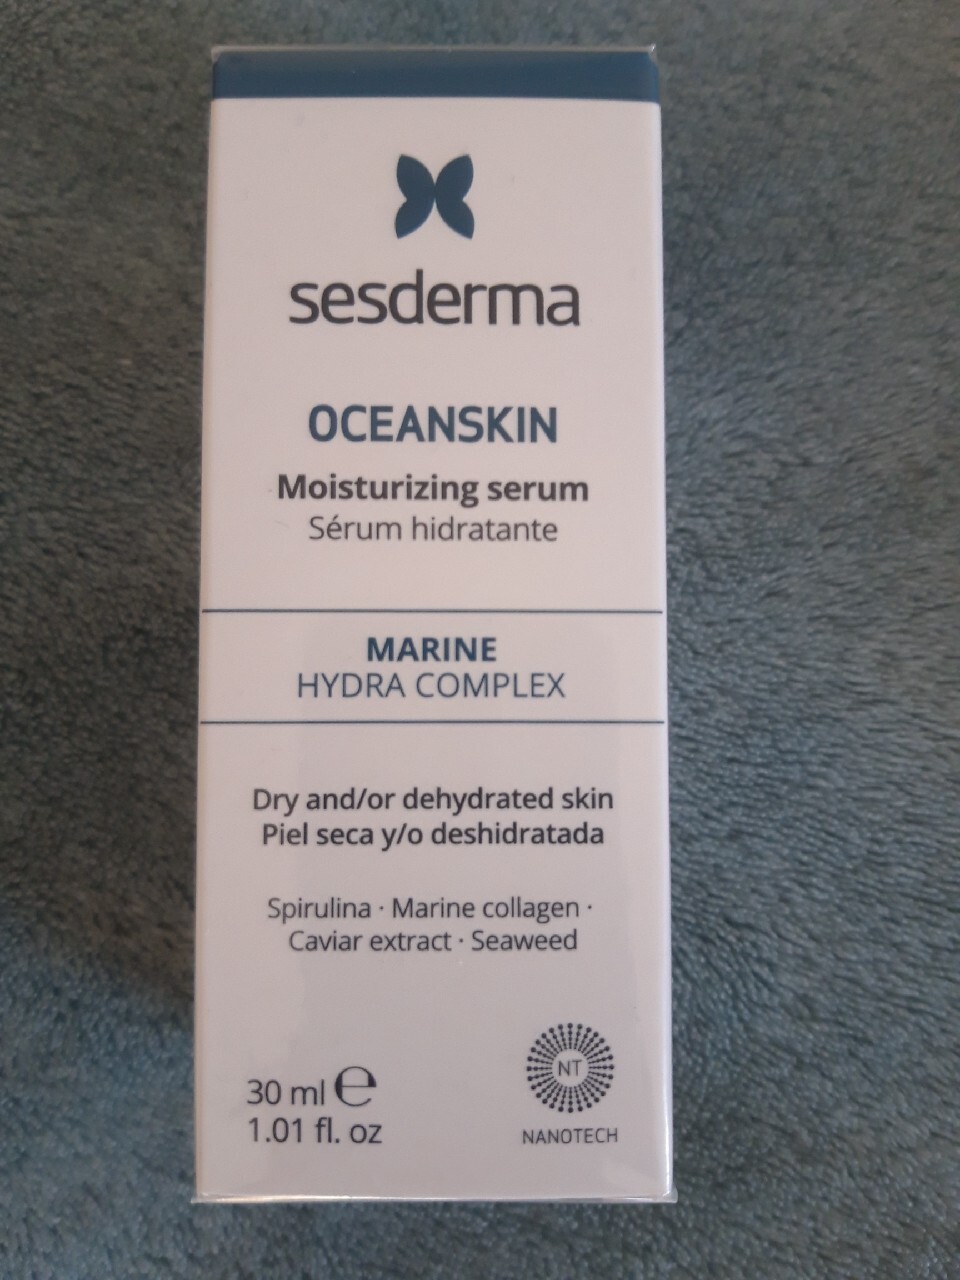 sesderma
OCEANSKIN
Moisturizing serum
Sérum hidratante
MARINE
HYDRA COMPLEX
Dry and/or dehydrated skin
Piel seca y/o deshidratada
Spirulina · Marine collagen ·
Caviar extract · Seaweed
30 ml ℮
1.01 fl. oz
NT
NANOTECH